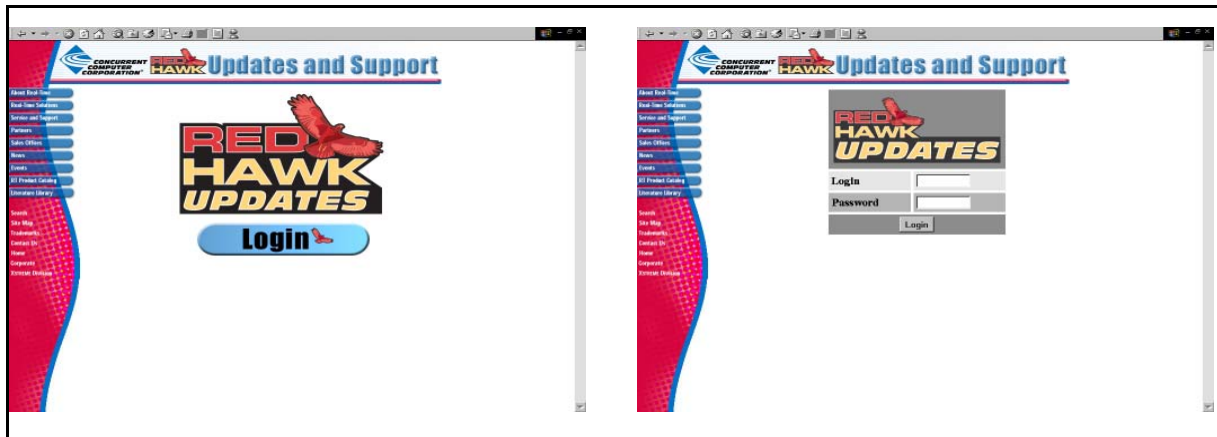 CONCURRENT
COMPUTER
CORPORATION
RED
HAWK
Updates and Support
About Real-Time
Real-Time Solutions
Service and Support
Partners
Sales Offices
News
Events
RT Product Catalog
Literature Library
Search
Site Map
Trademarks
Contact Us
Home
Corporate
Xstreme Division
RED
HAWK
UPDATES
Login
CONCURRENT
COMPUTER
CORPORATION
RED
HAWK
Updates and Support
About Real-Time
Real-Time Solutions
Service and Support
Partners
Sales Offices
News
Events
RT Product Catalog
Literature Library
Search
Site Map
Trademarks
Contact Us
Home
Corporate
Xstreme Division
RED
HAWK
UPDATES
LogIn
Password
Login